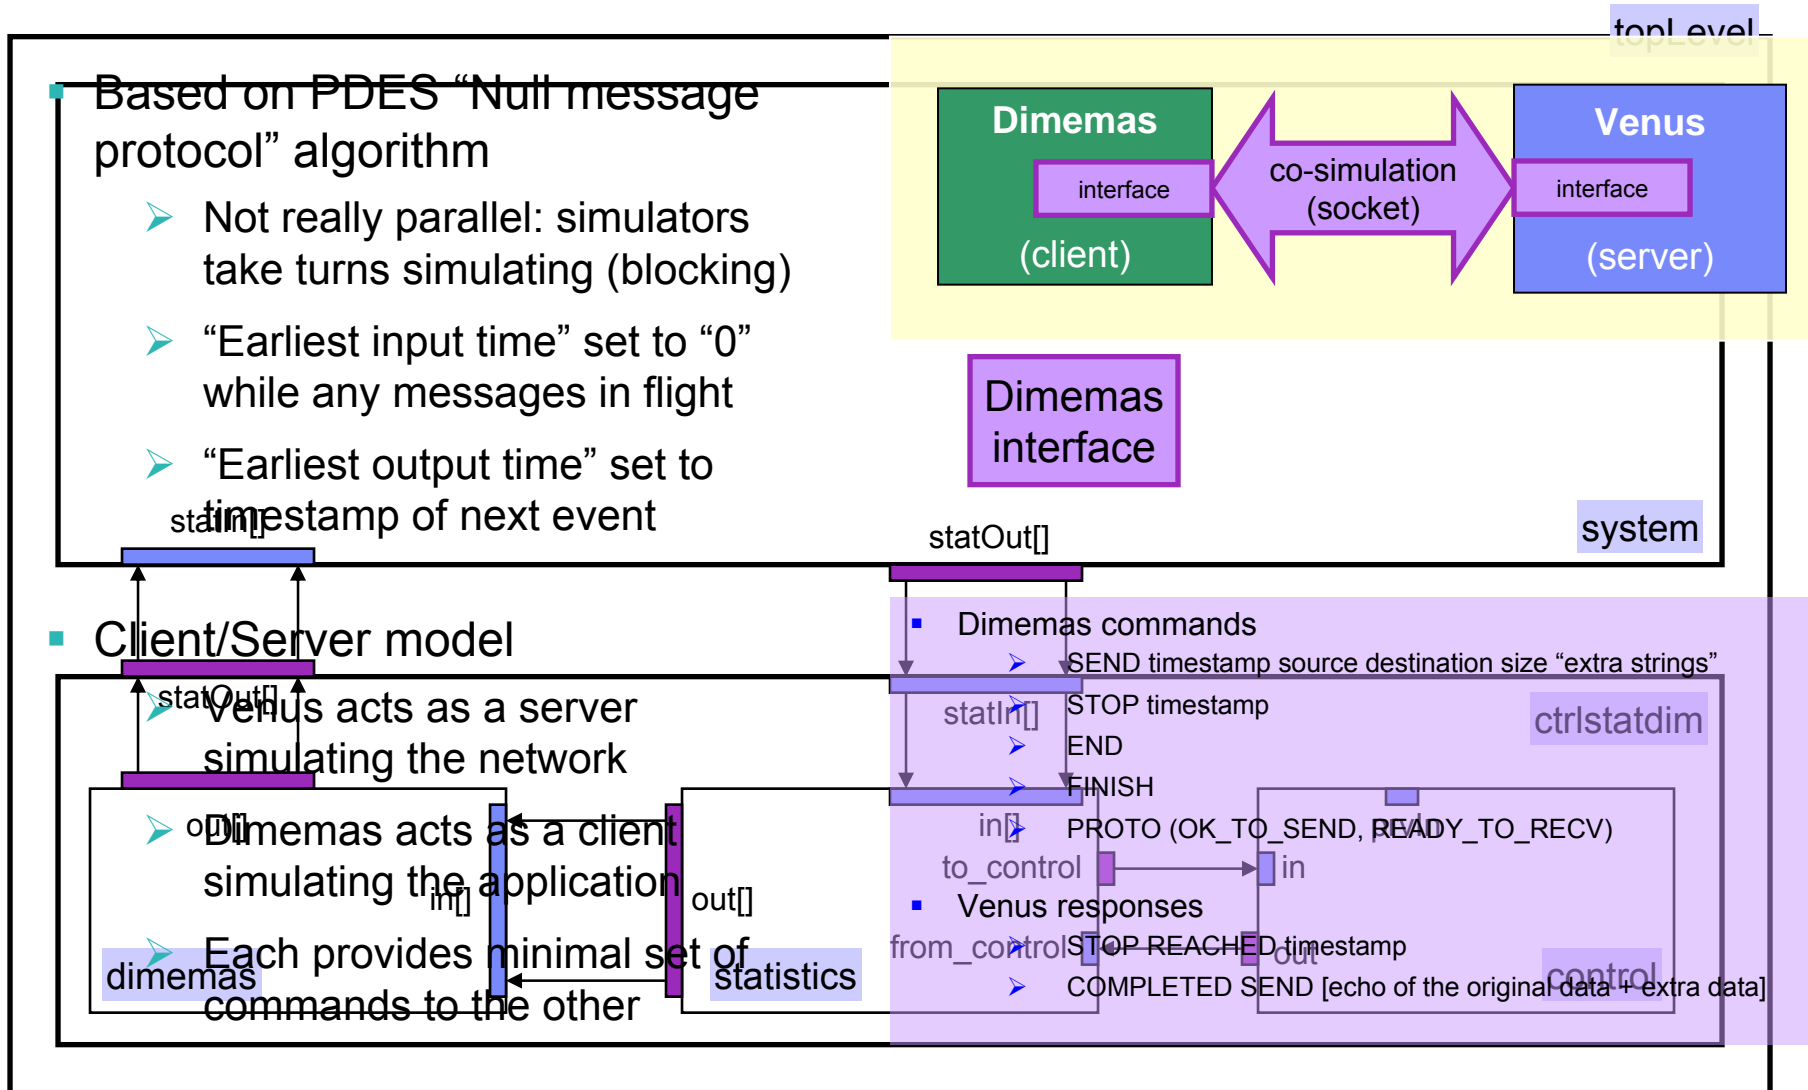 topLevel
Based on PDES “Null message
protocol” algorithm
Not really parallel: simulators
take turns simulating (blocking)
“Earliest input time” set to “0”
while any messages in flight
“Earliest output time” set to
timestamp of next event
Dimemas
interface
(client)
co-simulation
(socket)
Venus
interface
(server)
Dimemas
interface
system
statIn[]
statOut[]
Client/Server model
Venus acts as a server
simulating the network
Dimemas acts as a client
simulating the application
Each provides minimal set of
commands to the other
statOut[]
out[]
in[]
dimemas
out[]
statistics
Dimemas commands
SEND timestamp source destination size “extra strings”
STOP timestamp
END
FINISH
PROTO (OK_TO_SEND, READY_TO_RECV)
Venus responses
STOP REACHED timestamp
COMPLETED SEND [echo of the original data + extra data]
statIn[]
ctrlstatdim
in[]
prvIn
to_control
in
from_control
out
control